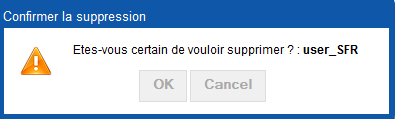 Confirmer la suppression
Etes-vous certain de vouloir supprimer ? : user_SFR
OK Cancel